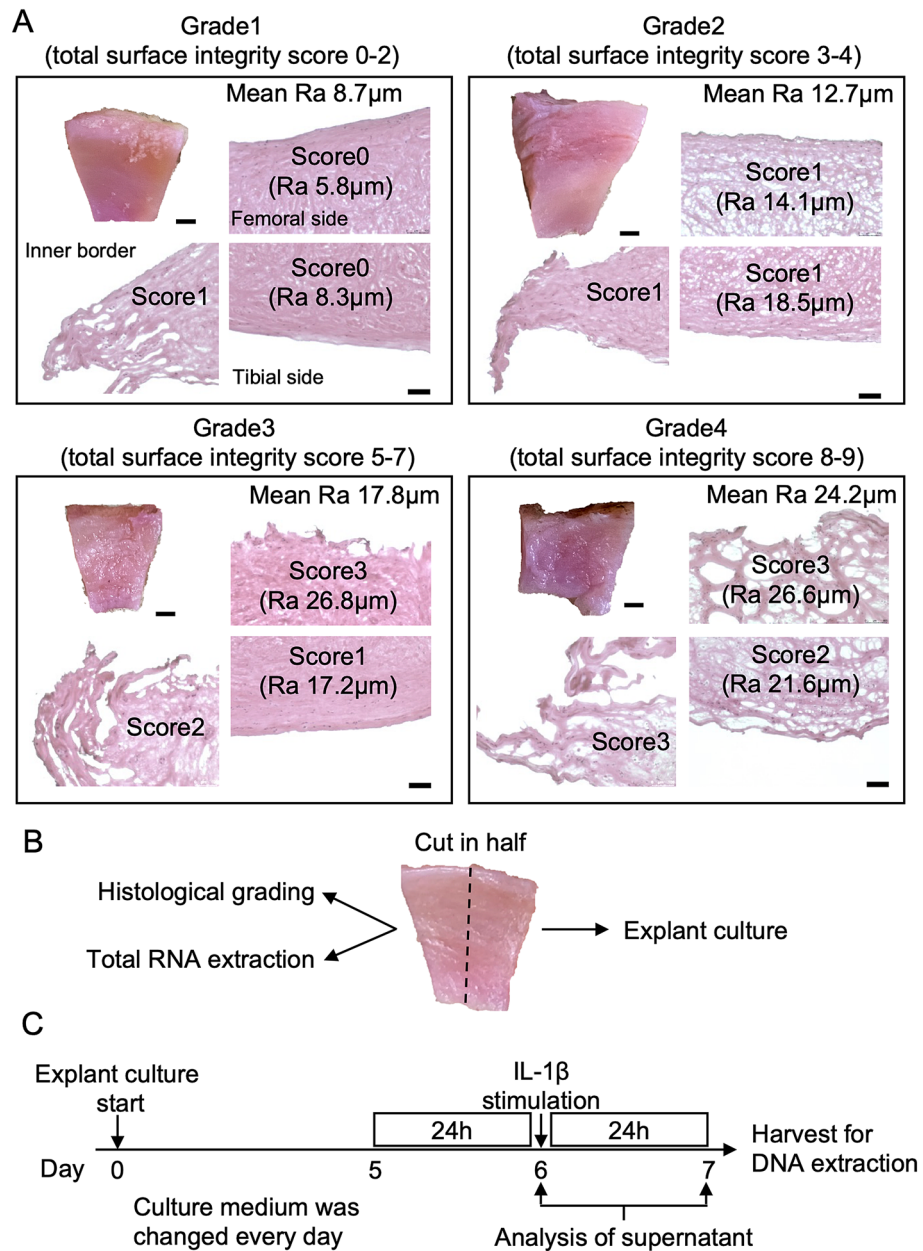 A
Grade1
(total surface integrity score 0-2)
Mean Ra 8.7μm
Score0
(Ra 5.8μm)
Femoral side
Inner border
Score1
Score0
(Ra 8.3μm)
Tibial side
Grade2
(total surface integrity score 3-4)
Mean Ra 12.7μm
Score1
(Ra 14.1μm)
Score1
Score1
(Ra 18.5μm)
Grade3
(total surface integrity score 5-7)
Mean Ra 17.8μm
Score3
(Ra 26.8μm)
Score2
Score1
(Ra 17.2μm)
Grade4
(total surface integrity score 8-9)
Mean Ra 24.2μm
Score3
(Ra 26.6μm)
Score3
Score2
(Ra 21.6μm)
B
Cut in half
Histological grading
Total RNA extraction
Explant culture
C
Explant culture
start
IL-1β
stimulation
24h
24h
Harvest for
DNA extraction
Day 0 5 6 7
Culture medium was
changed every day
Analysis of supernatant